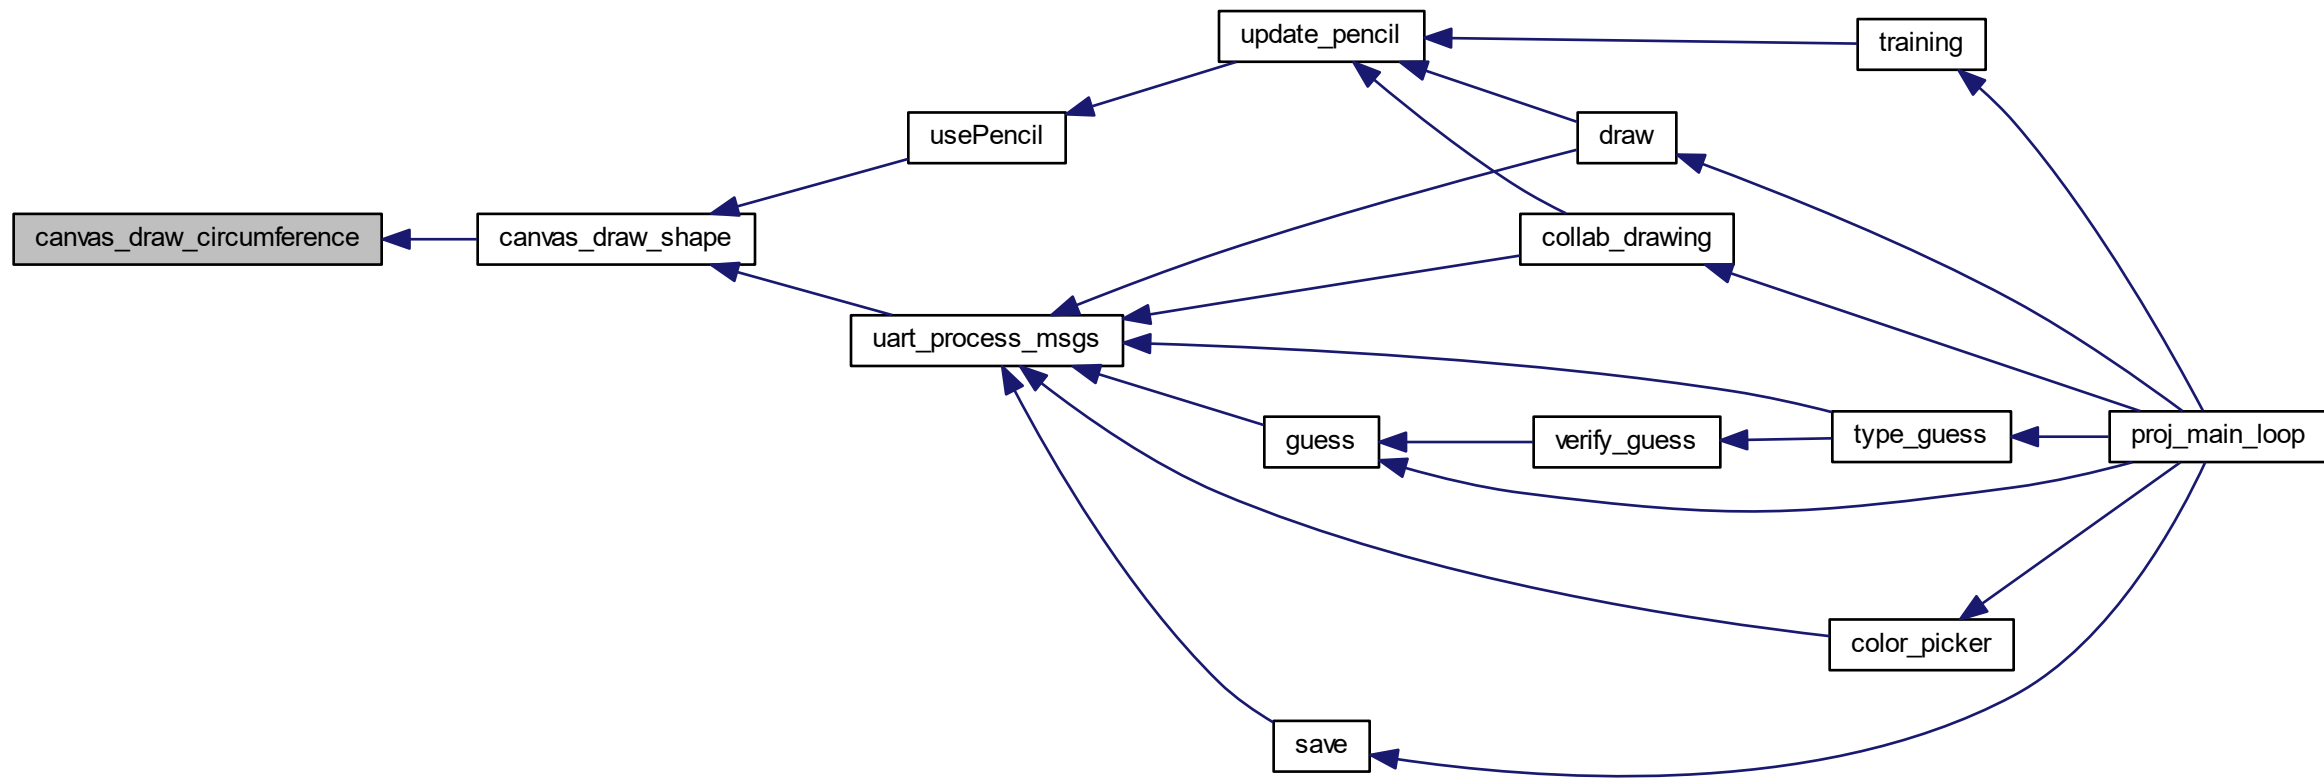 update_pencil
training
usePencil
draw
canvas_draw_circumference
canvas_draw_shape
collab_drawing
uart_process_msgs
guess
verify_guess
type_guess
proj_main_loop
color_picker
save